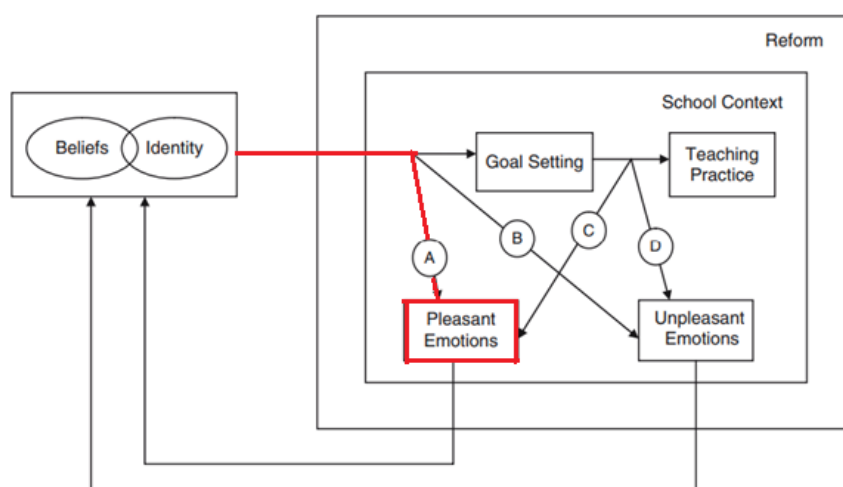 Reform
School Context
Beliefs
Identity
Goal Setting
Teaching
Practice
B
C
D
A
Pleasant
Emotions
Unpleasant
Emotions